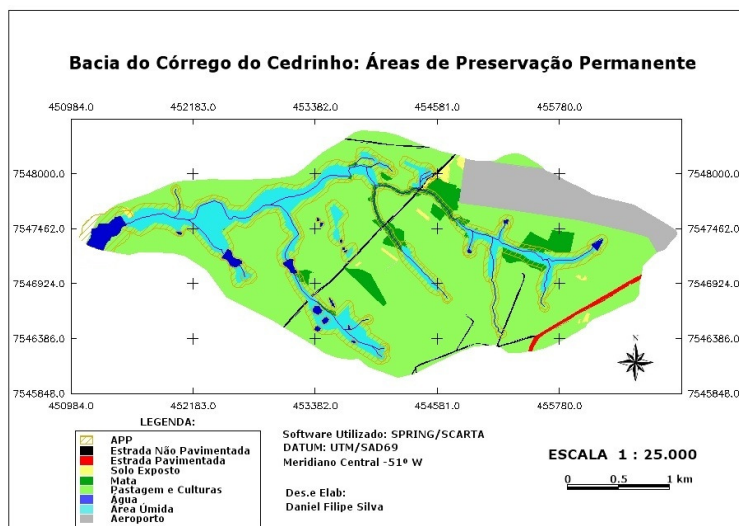 Bacia do Córrego do Cedrinho: Áreas de Preservação Permanente
450984.0 452183.0 453382.0 454581.0 455780.0
7548000.0 7548000.0
7547462.0 7547462.0
7546924.0 7546924.0
7546386.0 7546386.0
N
7545848.0 7545848.0
450984.0 452183.0 453382.0 454581.0 455780.0
LEGENDA:
APP
Estrada Não Pavimentada
Estrada Pavimentada
Solo Exposto
Mata
Pastagem e Culturas
Água
Área Úmida
Aeroporto
Software Utilizado: SPRING/SCARTA
DATUM: UTM/SAD69
Meridiano Central -51º W
Des.e Elab:
Daniel Filipe Silva
ESCALA 1 : 25.000
0 0.5 1 km